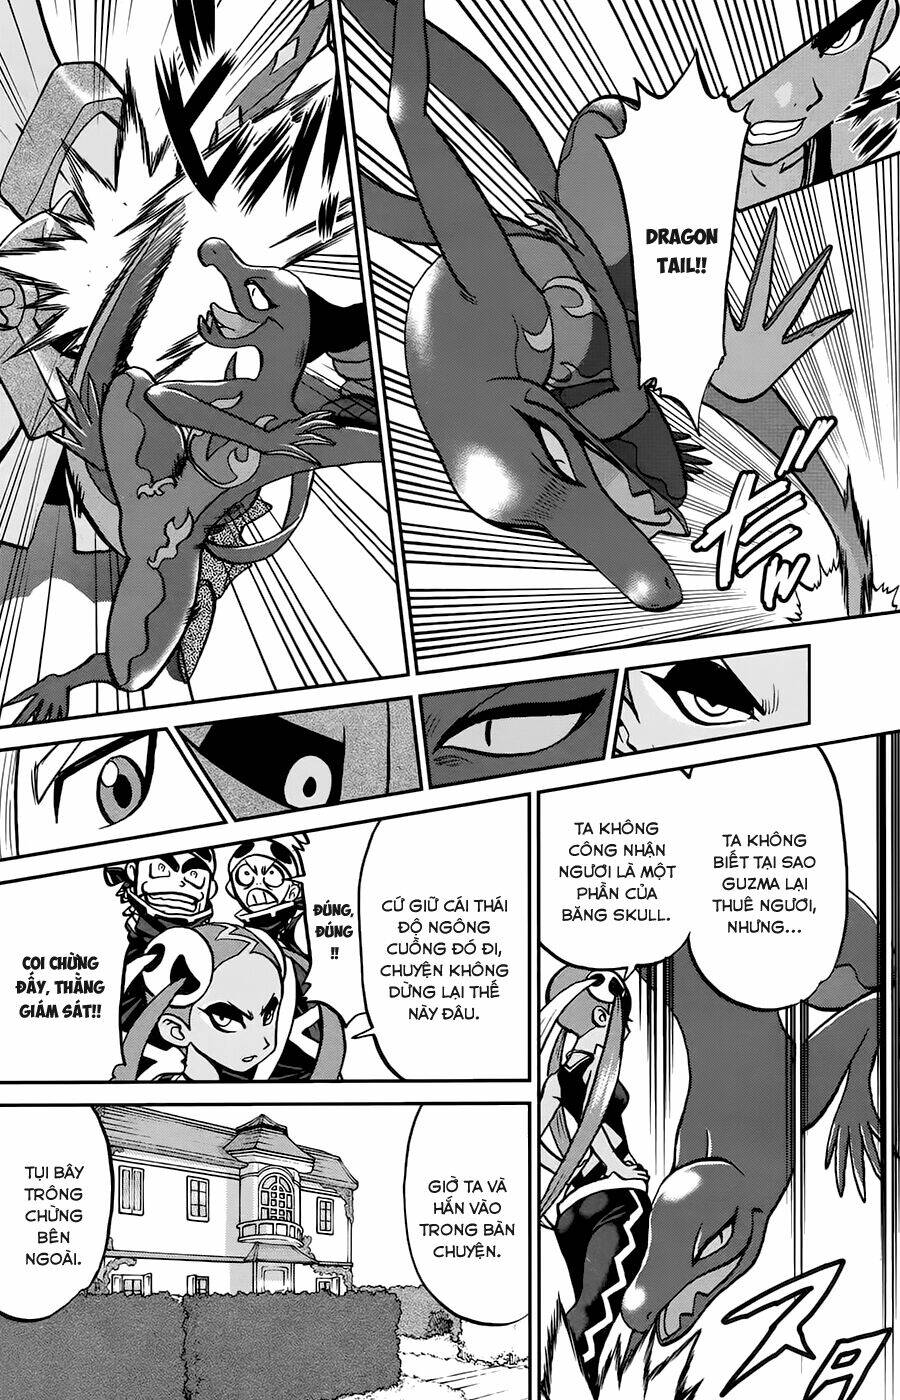 DRAGON
TAIL!!
TA KHÔNG
BIẾT TẠI SAO
GUZMA LẠI
THUÊ NGƯƠI,
NHƯNG...
TA KHÔNG
CÔNG NHẬN
NGƯƠI LÀ MỘT
PHẦN CỦA
BĂNG SKULL.
CỨ GIỮ CÁI THÁI
ĐỘ NGÔNG
CUỒNG ĐÓ ĐI,
CHUYỆN KHÔNG
DỪNG LẠI THẾ
NÀY ĐÂU.
ĐÚNG,
ĐÚNG
!!
COI CHỪNG
ĐẤY, THẰNG
GIÁM SÁT!!
GIỜ TA VÀ
HẮN VÀO
TRONG BÀN
CHUYỆN.
TỤI BÂY
TRÔNG
CHỪNG
BÊN
NGOÀI.